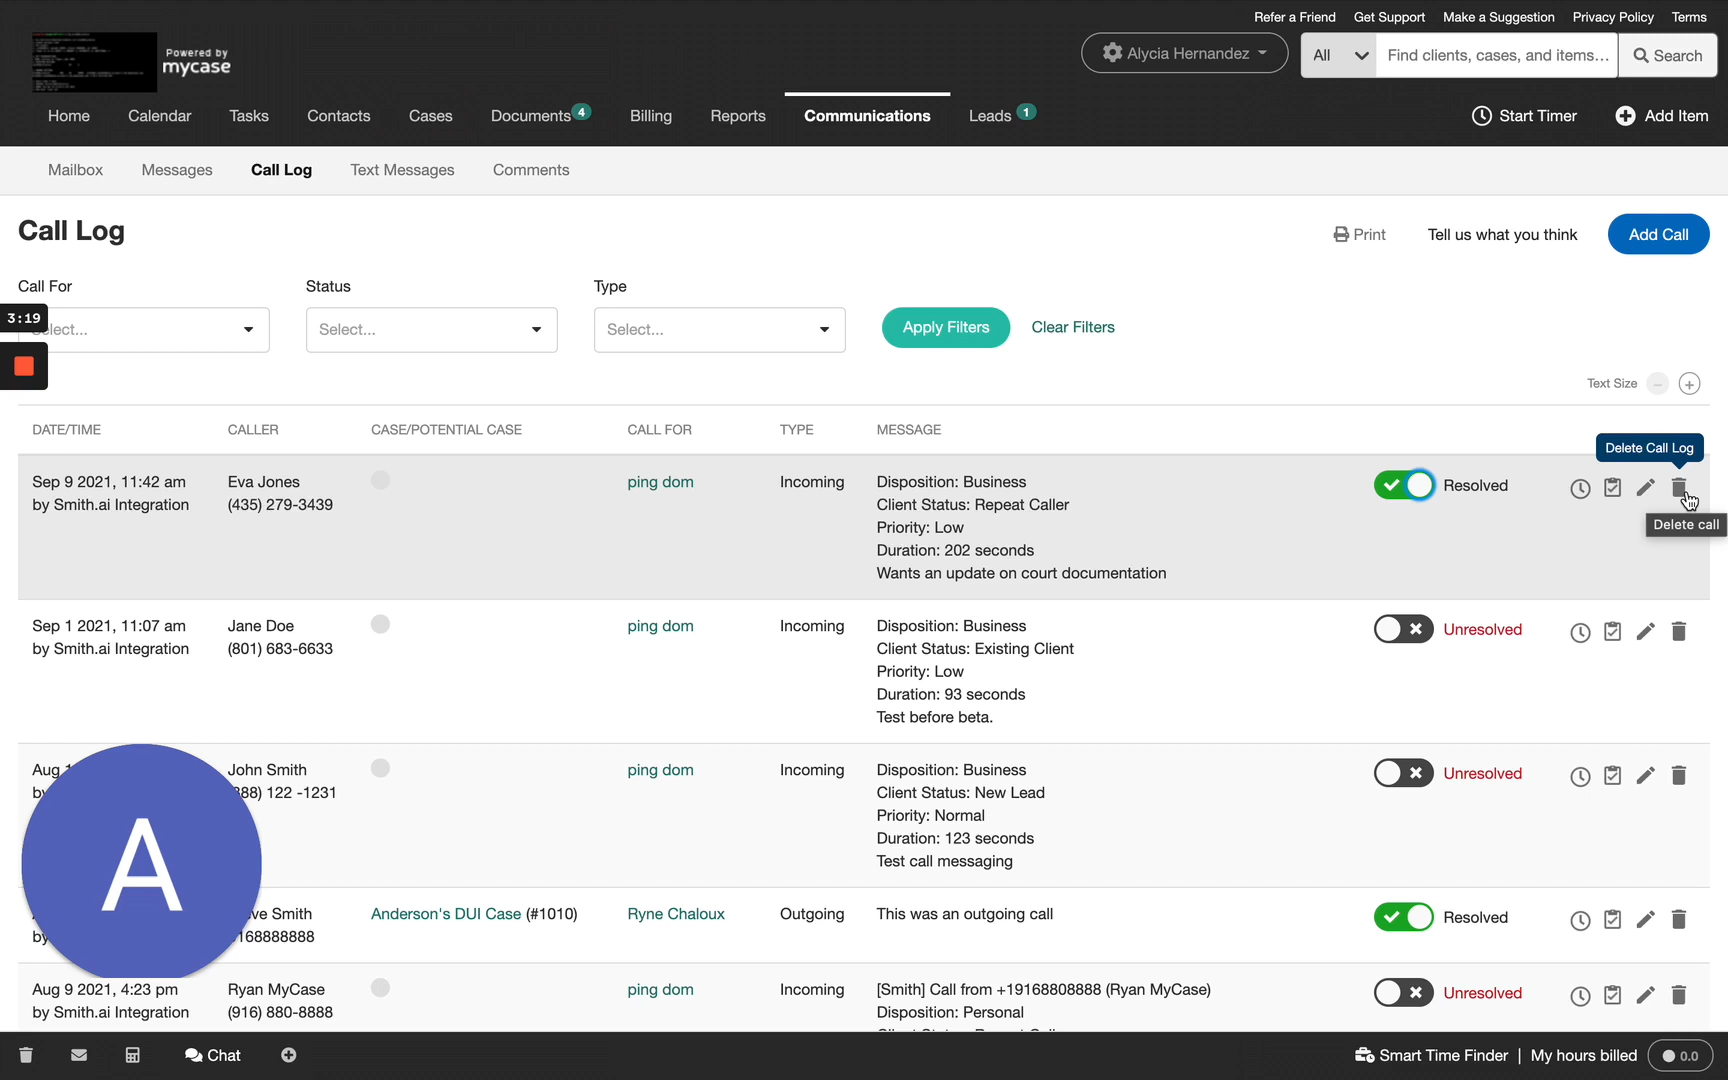 Refer a Friend Get Support Make a Suggestion Privacy Policy Terms
Powered by
mycase
Alycia Hernandez
All Find clients, cases, and items... Search
Home Calendar Tasks Contacts Cases Documents 4 Billing Reports Communications Leads 1 Start Timer Add Item
Mailbox Messages Call Log Text Messages Comments
Call Log
Print Tell us what you think Add Call
Call For Status Type
3:19
Select... Select...
Apply Filters Clear Filters
Text Size
DATE/TIME CALLER CASE/POTENTIAL CASE CALL FOR TYPE MESSAGE
Delete Call Log
Sep 9 2021, 11:42 am Eva Jones ping dom Incoming Disposition: Business Resolved
by Smith.ai Integration (435) 279-3439 Client Status: Repeat Caller
Delete call
Priority: Low
Duration: 202 seconds
Wants an update on court documentation
Sep 1 2021, 11:07 am Jane Doe ping dom Incoming Disposition: Business Unresolved
by Smith.ai Integration (801) 683-6633 Client Status: Existing Client
Priority: Low
Duration: 93 seconds
Test before beta.
Aug John Smith ping dom Incoming Disposition: Business Unresolved
88) 122 -1231 Client Status: New Lead
Priority: Normal
Duration: 123 seconds
Test call messaging
A
Smith Anderson's DUI Case (#1010) Ryne Chaloux Outgoing This was an outgoing call Resolved
168888888
Aug 9 2021, 4:23 pm Ryan MyCase ping dom Incoming [Smith] Call from +19168808888 (Ryan MyCase) Unresolved
by Smith.ai Integration (916) 880-8888 Disposition: Personal
Chat Smart Time Finder | My hours billed 0.0